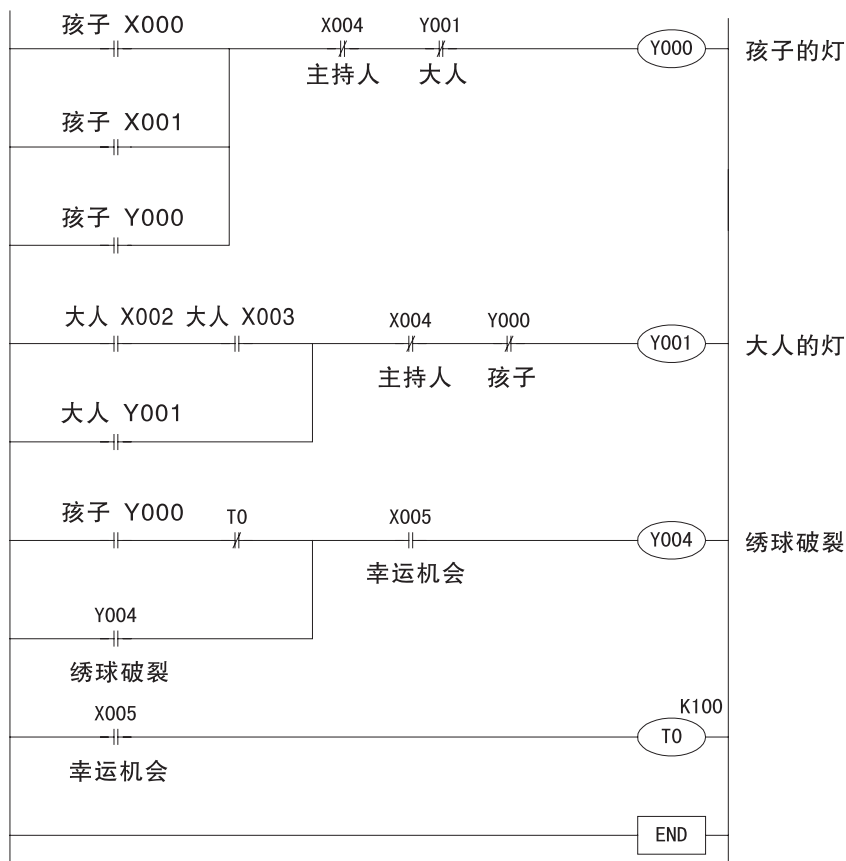 孩子 X000
X004
Y001
Y000
孩子的灯
主持人
大人
孩子 X001
孩子 Y000
大人 X002 大人 X003
X004
Y000
Y001
大人的灯
主持人
孩子
大人 Y001
孩子 Y000
T0
X005
Y004
绣球破裂
幸运机会
Y004
绣球破裂
X005
K100
T0
幸运机会
END